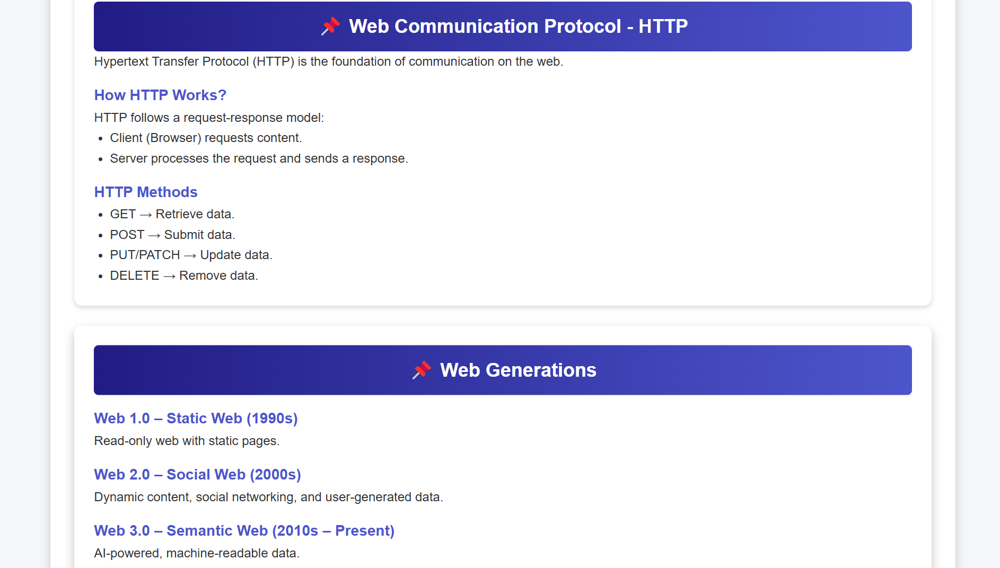 Web Communication Protocol - HTTP
Hypertext Transfer Protocol (HTTP) is the foundation of communication on the web.
How HTTP Works?
HTTP follows a request-response model:
• Client (Browser) requests content.
• Server processes the request and sends a response.
HTTP Methods
• GET → Retrieve data.
• POST → Submit data.
• PUT/PATCH → Update data.
• DELETE → Remove data.
Web Generations
Web 1.0 – Static Web (1990s)
Read-only web with static pages.
Web 2.0 – Social Web (2000s)
Dynamic content, social networking, and user-generated data.
Web 3.0 – Semantic Web (2010s – Present)
AI-powered, machine-readable data.